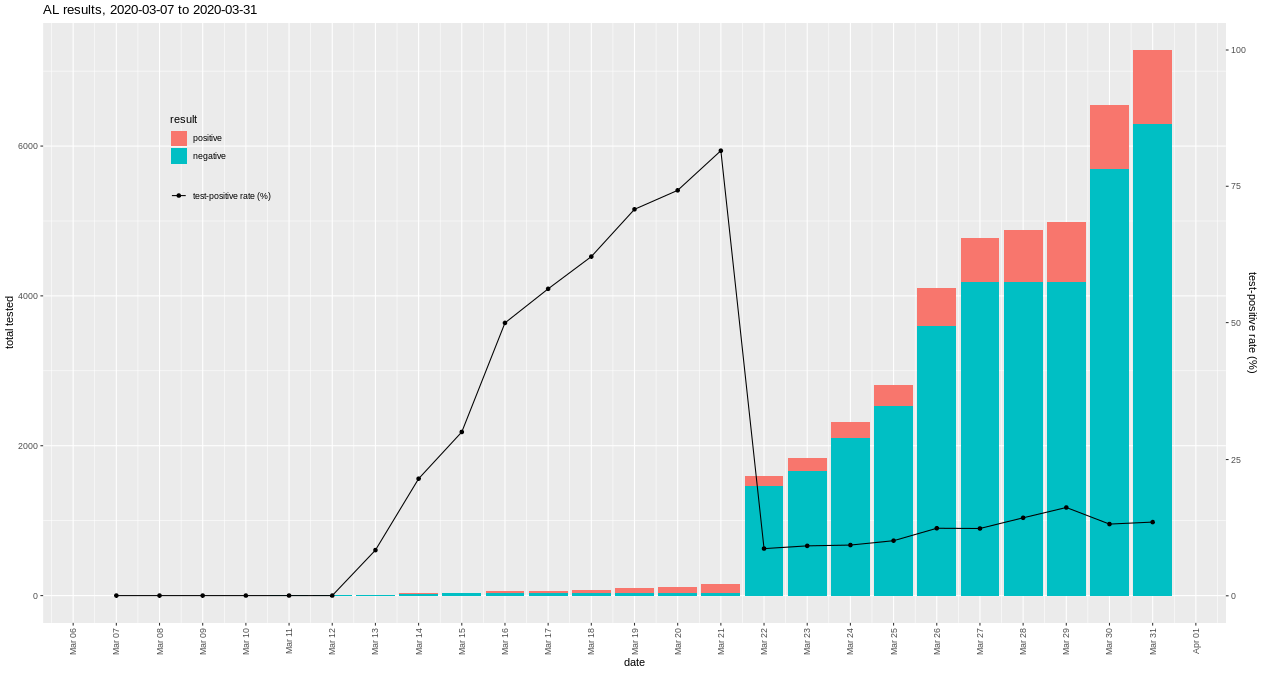 AL results, 2020-03-07 to 2020-03-31
result
positive
negative
test-positive rate (%)
total tested
6000
4000
2000
0
100
75
50
25
0
test-positive rate (%)
Mar 06
Mar 07
Mar 08
Mar 09
Mar 10
Mar 11
Mar 12
Mar 13
Mar 14
Mar 15
Mar 16
Mar 17
Mar 18
Mar 19
Mar 20
Mar 21
Mar 22
Mar 23
Mar 24
Mar 25
Mar 26
Mar 27
Mar 28
Mar 29
Mar 30
Mar 31
Apr 01
date